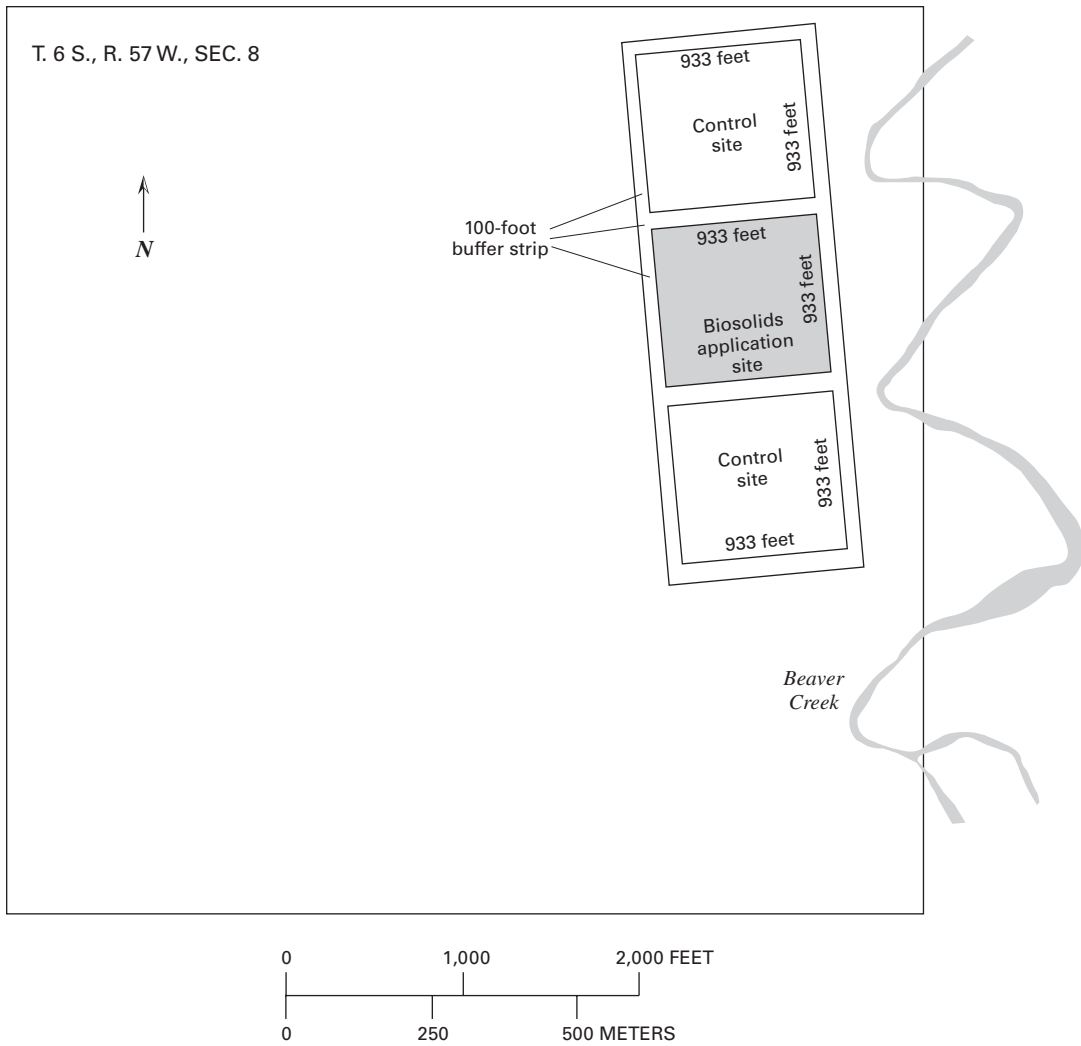 T. 6 S., R. 57 W., SEC. 8
N
933 feet
Control
site
933 feet
100-foot
buffer strip
933 feet
933 feet
Biosolids
application
site
Control
site
933 feet
933 feet
Beaver
Creek
0 1,000 2,000 FEET
0 250 500 METERS